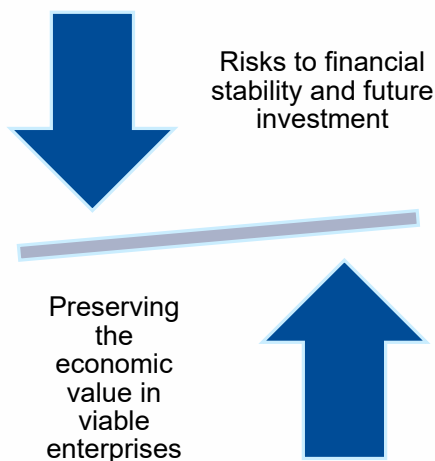 Risks to financial
stability and future
investment
Preserving
the
economic
value in
viable
enterprises